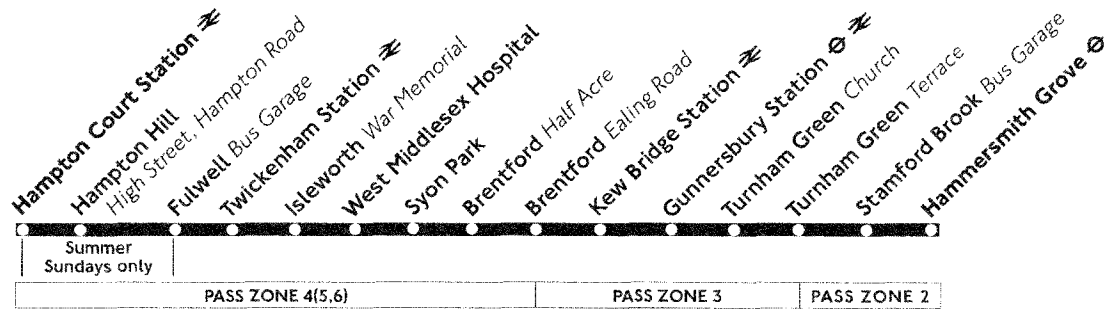 Hampton Court Station
Hampton Hill
High Street, Hampton Road
Fulwell Bus Garage
Twickenham Station
Isleworth War Memorial
West Middlesex Hospital
Syon Park
Brentford Half Acre
Brentford Ealing Road
Kew Bridge Station
Gunnersbury Station
Turnham Green Church
Turnham Green Terrace
Stamford Brook Bus Garage
Hammersmith Grove
Summer
Sundays only
PASS ZONE 4(5,6)
PASS ZONE 3
PASS ZONE 2